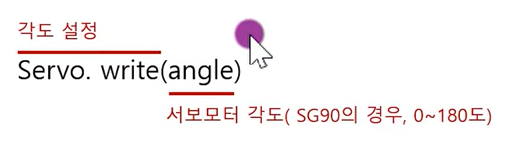 각도 설정
Servo. write(angle)
서보모터 각도( SG90의 경우, 0~180도)